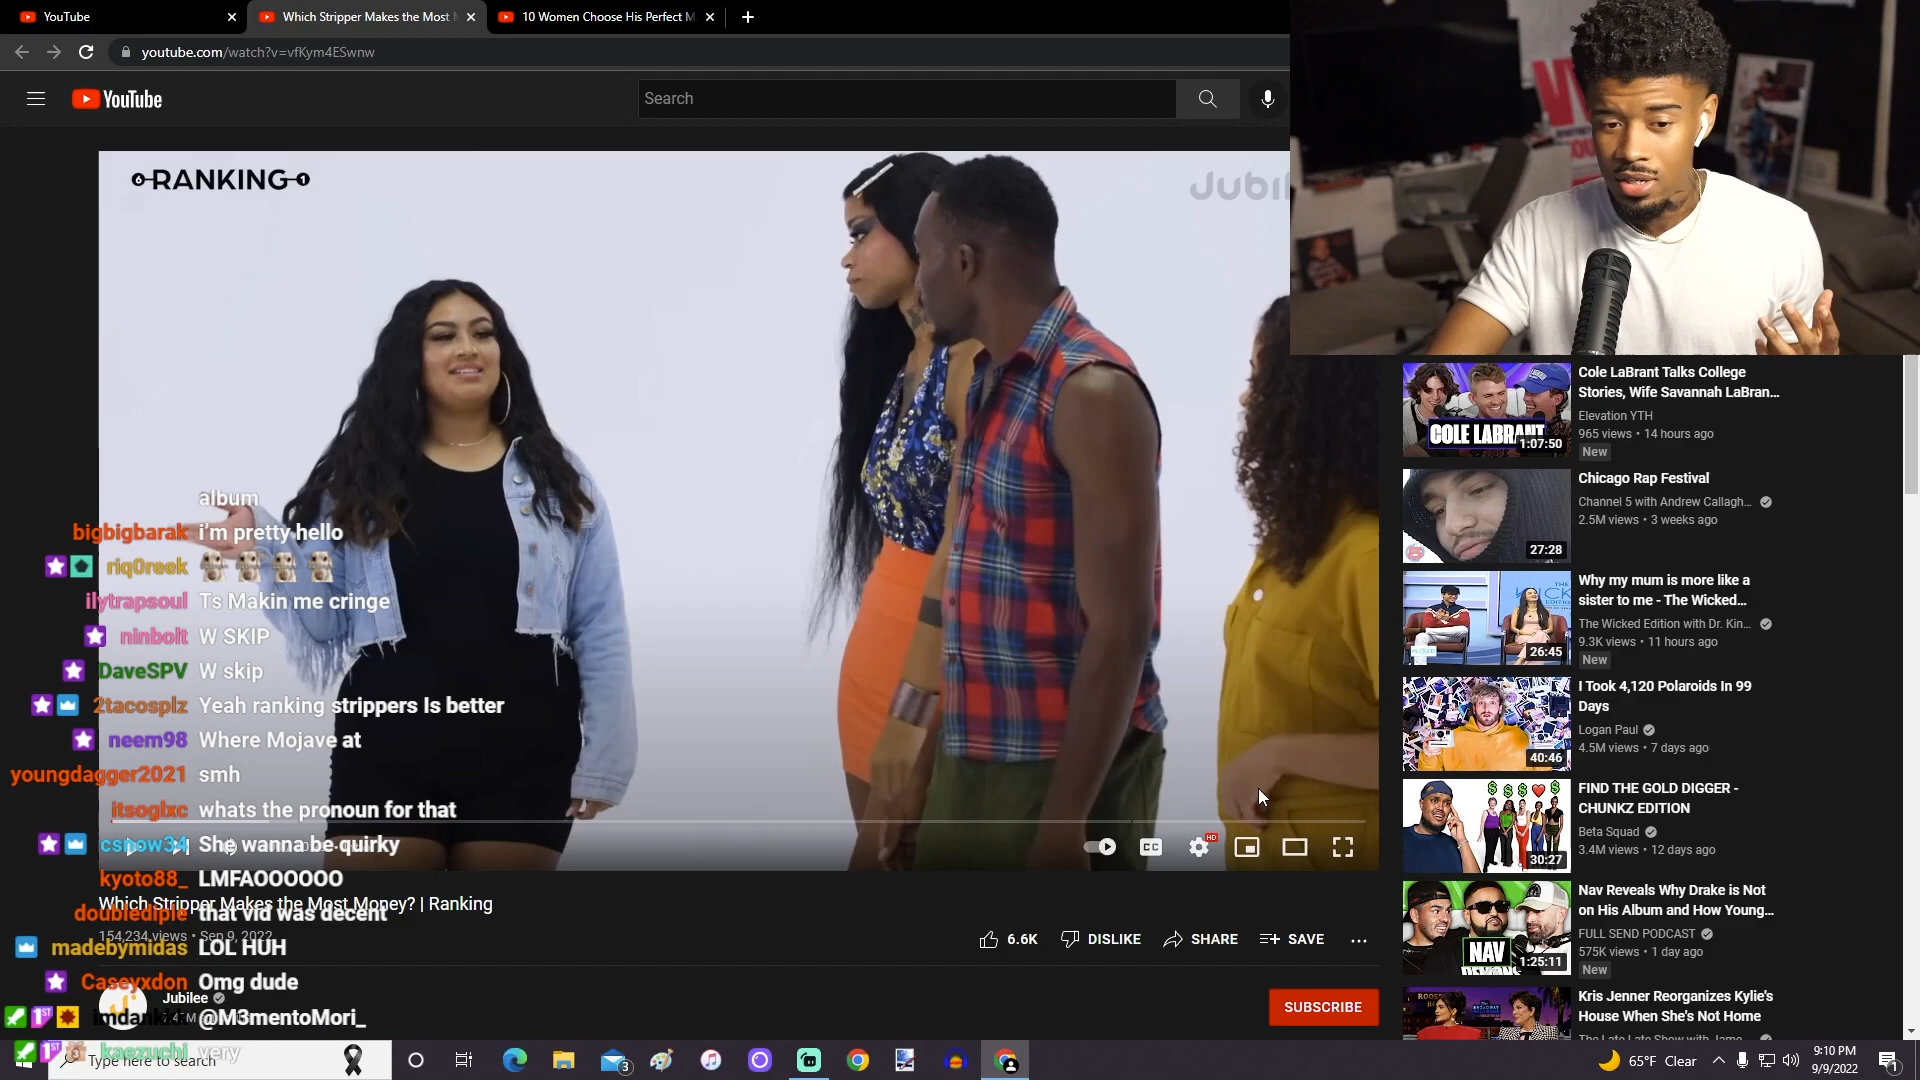 YouTube
Which Stripper Makes the Most M
10 Women Choose His Perfect M
youtube.com/watch?v=vfKym4ESwnw
YouTube
Search
6 RANKING 1
album
bigbigbarak i'm pretty hello
riq0reek
ilytrapsoul Ts Makin me cringe
ninbolt W SKIP
DaveSPV W skip
2tacosplz Yeah ranking strippers Is better
neem98 Where Mojave at
youngdagger2021 smh
itsoglxc whats the pronoun for that
csnow34 She wanna be quirky
kyoto88_ LMFAOOOOOO
Which Stripper Makes the Most Money? | Ranking
doublediple that vid was decent
154,234 views • Sep 9, 2022
madebymidas LOL HUH
Caseyxdon Omg dude
Jubilee
imdankkk @M3mentoMori_
kaezuchi very
CC
HD
6.6K
DISLIKE
SHARE
SAVE
SUBSCRIBE
Cole LaBrant Talks College
Stories, Wife Savannah LaBran...
Elevation YTH
965 views • 14 hours ago
New
COLE LABRANT
1:07:50
Chicago Rap Festival
Channel 5 with Andrew Callagh...
2.5M views • 3 weeks ago
27:28
Why my mum is more like a
sister to me - The Wicked...
The Wicked Edition with Dr. Kin...
9.3K views • 11 hours ago
New
26:45
I Took 4,120 Polaroids In 99
Days
Logan Paul
4.5M views • 7 days ago
40:46
FIND THE GOLD DIGGER -
CHUNKZ EDITION
Beta Squad
3.4M views • 12 days ago
30:27
Nav Reveals Why Drake is Not
on His Album and How Young...
FULL SEND PODCAST
575K views • 1 day ago
New
NAV
1:25:11
Kris Jenner Reorganizes Kylie's
House When She's Not Home
Type here to search
3
65°F Clear
9:10 PM
9/9/2022
1